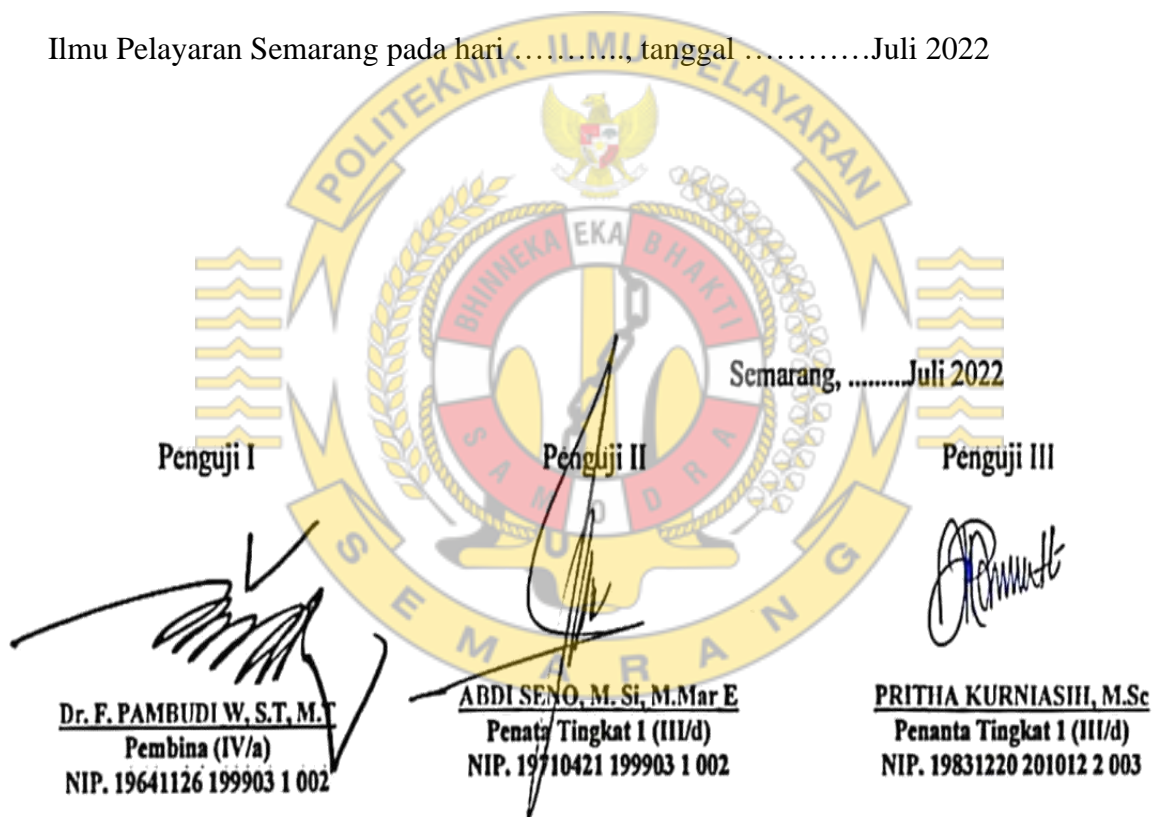 Ilmu Pelayaran Semarang pada hari ……….., tanggal …………Juli 2022
POLITEKNIK ILMU PELAYARAN
BHINNEKA EKA BHAKTI
SAMODRA
SEMARANG
Semarang, .........Juli 2022
Penguji I Penguji II Penguji III
Dr. F. PAMBUDI W, S.T, M.T ABDI SENO, M. Si, M.Mar E PRITHA KURNIASIH, M.Sc
Pembina (IV/a) Penata Tingkat 1 (III/d) Penanta Tingkat 1 (III/d)
NIP. 19641126 199903 1 002 NIP. 19710421 199903 1 002 NIP. 19831220 201012 2 003